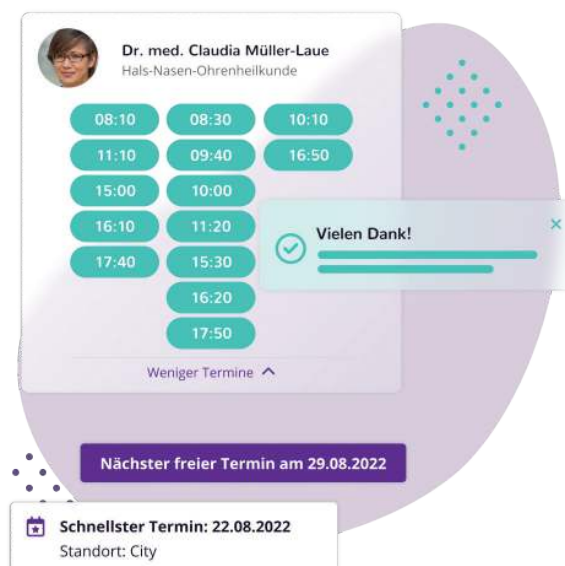 Dr. med. Claudia Müller-Laue
Hals-Nasen-Ohrenheilkunde
08:10 08:30 10:10
11:10 09:40 16:50
15:00 10:00
16:10 11:20
17:40 15:30
16:20
17:50
Vielen Dank!
Weniger Termine
Nächster freier Termin am 29.08.2022
Schnellster Termin: 22.08.2022
Standort: City